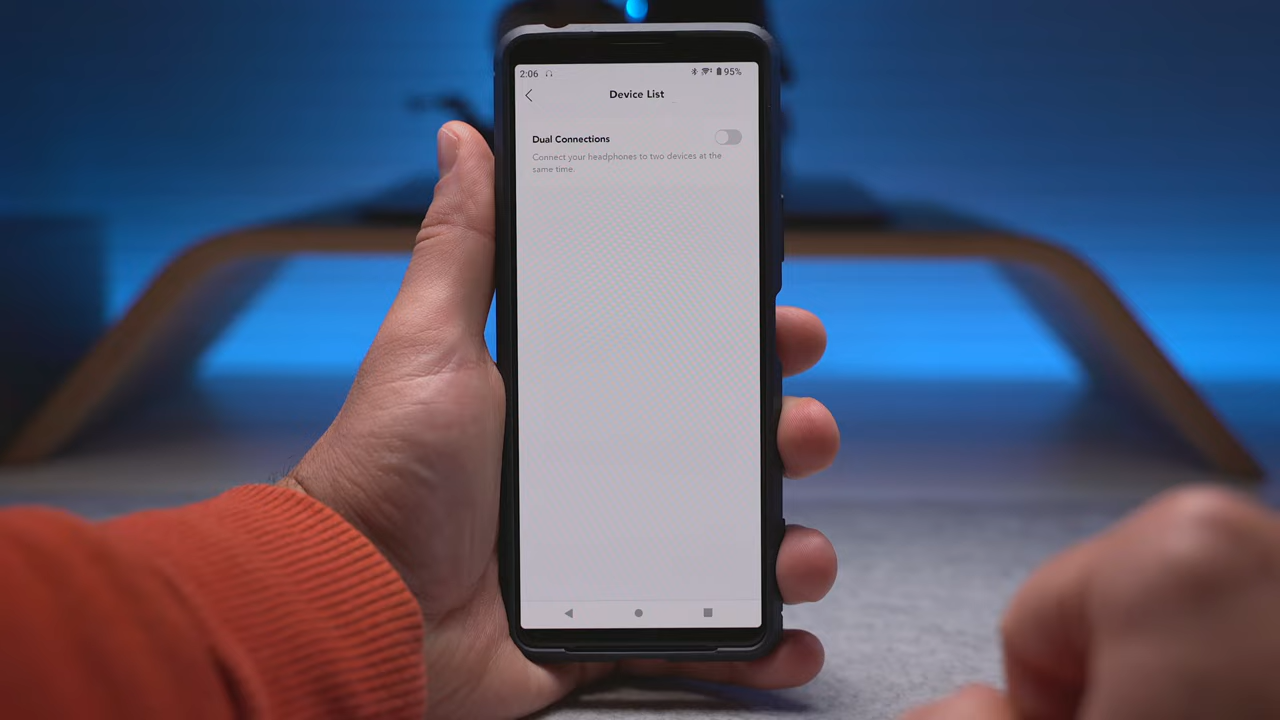 2:06 95%
Device List
Dual Connections
Connect your headphones to two devices at the
same time.